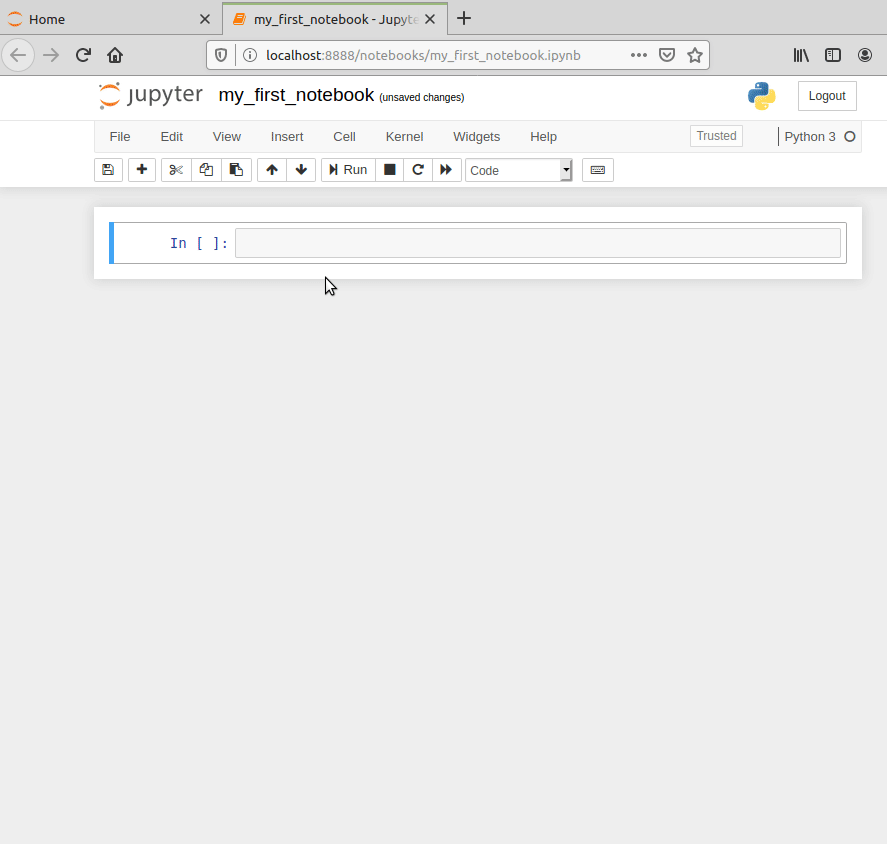 Home
my_first_notebook - Jupyte
localhost:8888/notebooks/my_first_notebook.ipynb
jupyter my_first_notebook (unsaved changes) Logout
File Edit View Insert Cell Kernel Widgets Help Trusted Python 3
Run Code
In [ ]: